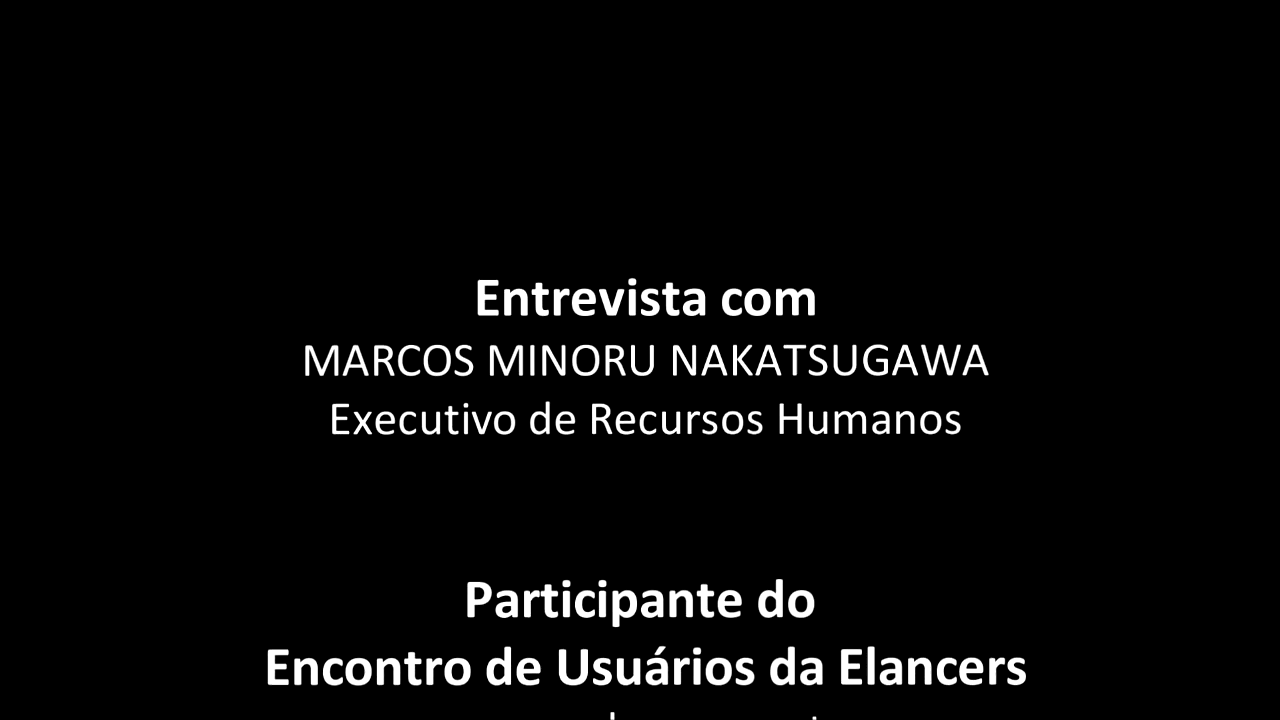 Entrevista com
MARCOS MINORU NAKATSUGAWA
Executivo de Recursos Humanos
Participante do
Encontro de Usuários da Elancers